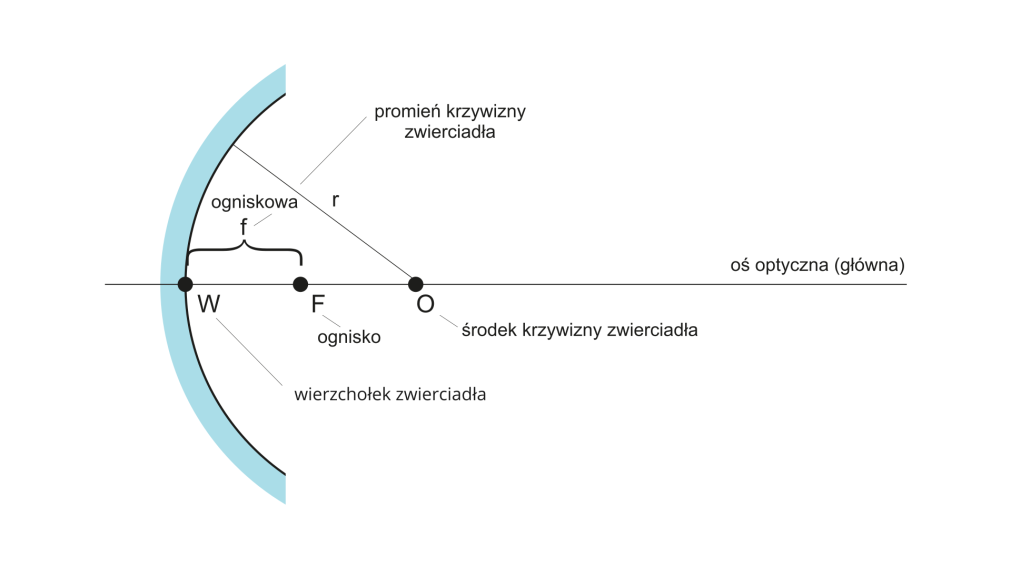 promień krzywizny
zwierciadła
ogniskowa
r
f
oś optyczna (główna)
W
F
O
ognisko
środek krzywizny zwierciadła
wierzchołek zwierciadła